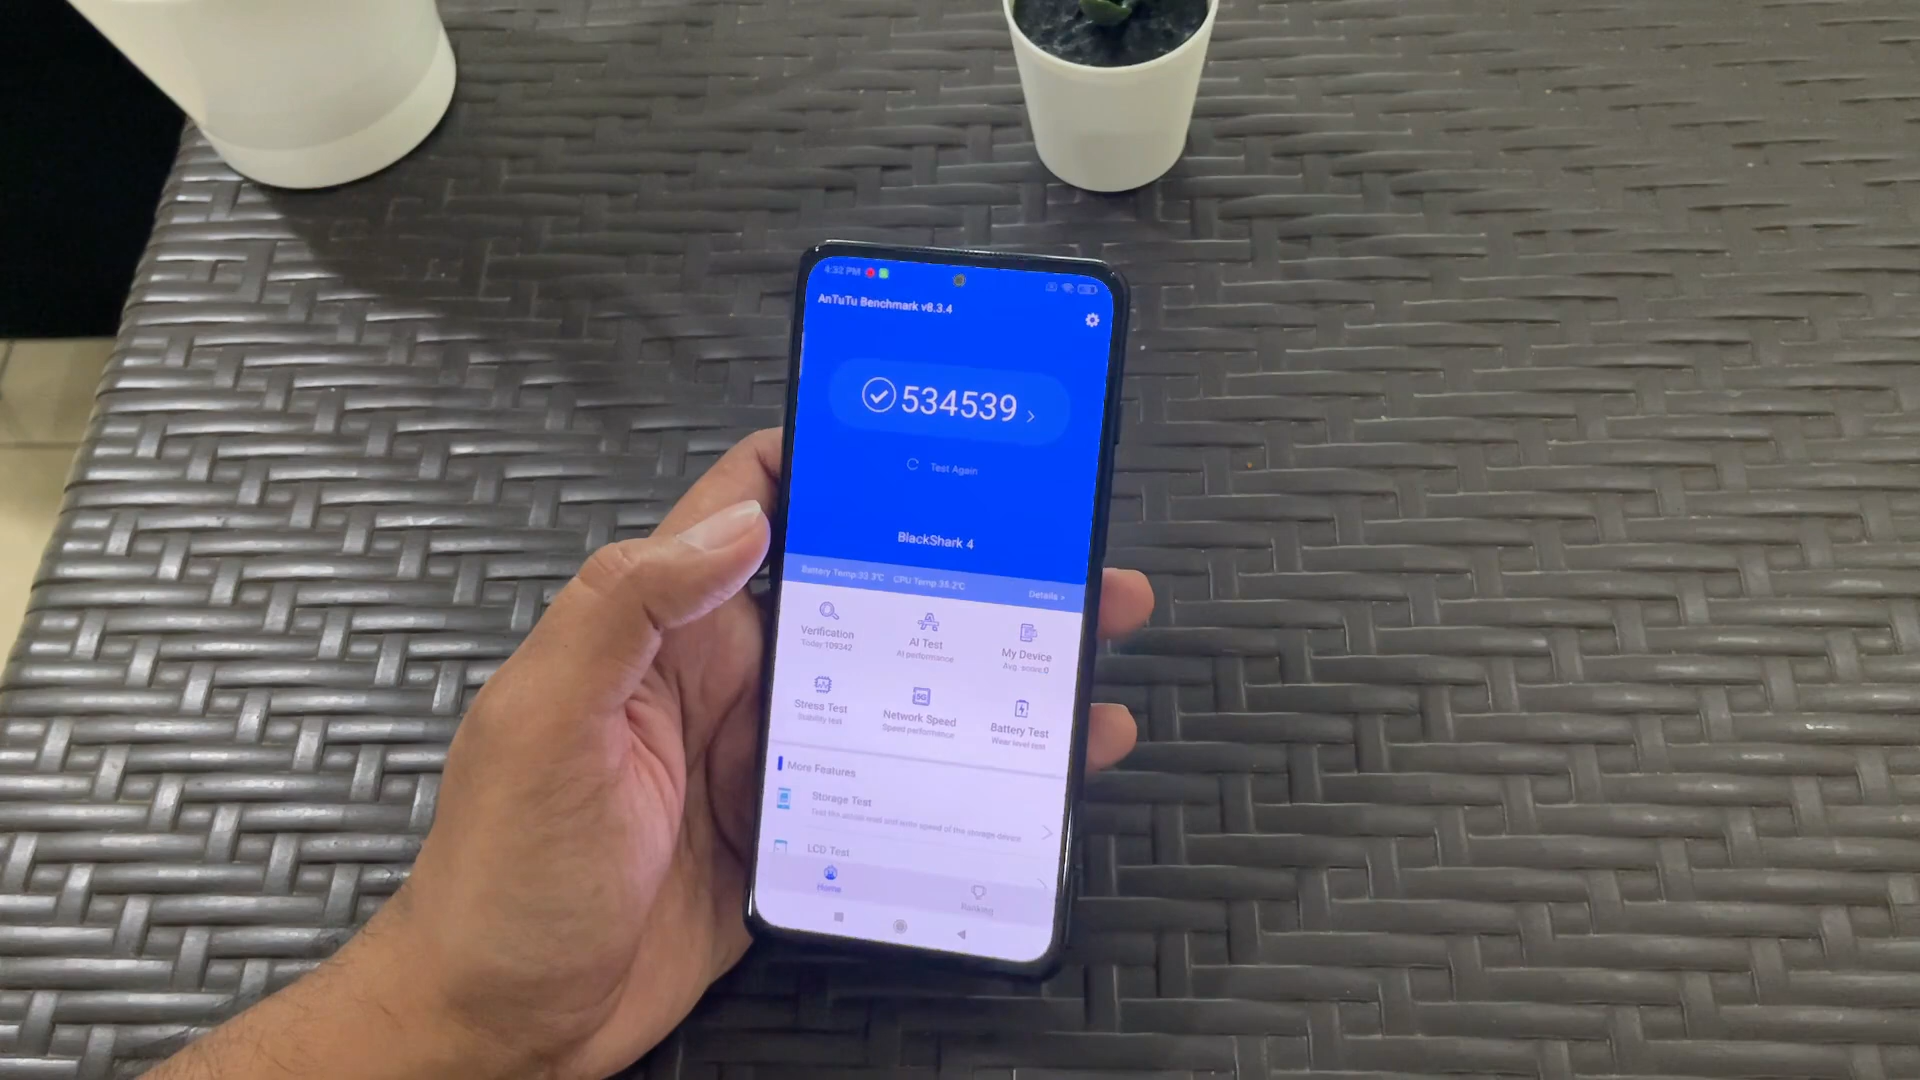 4:32 PM
AnTuTu Benchmark v8.3.4
534539
Test Again
BlackShark 4
Battery Temp:33.3°C CPU Temp:35.2°C Details >
Verification AI Test My Device
Today:109342 AI performance Avg. score:0
Stress Test Network Speed Battery Test
Stability test Speed performance Wear level test
5G
More Features
Storage Test
Test the actual read and write speed of the storage device
LCD Test
Home Ranking